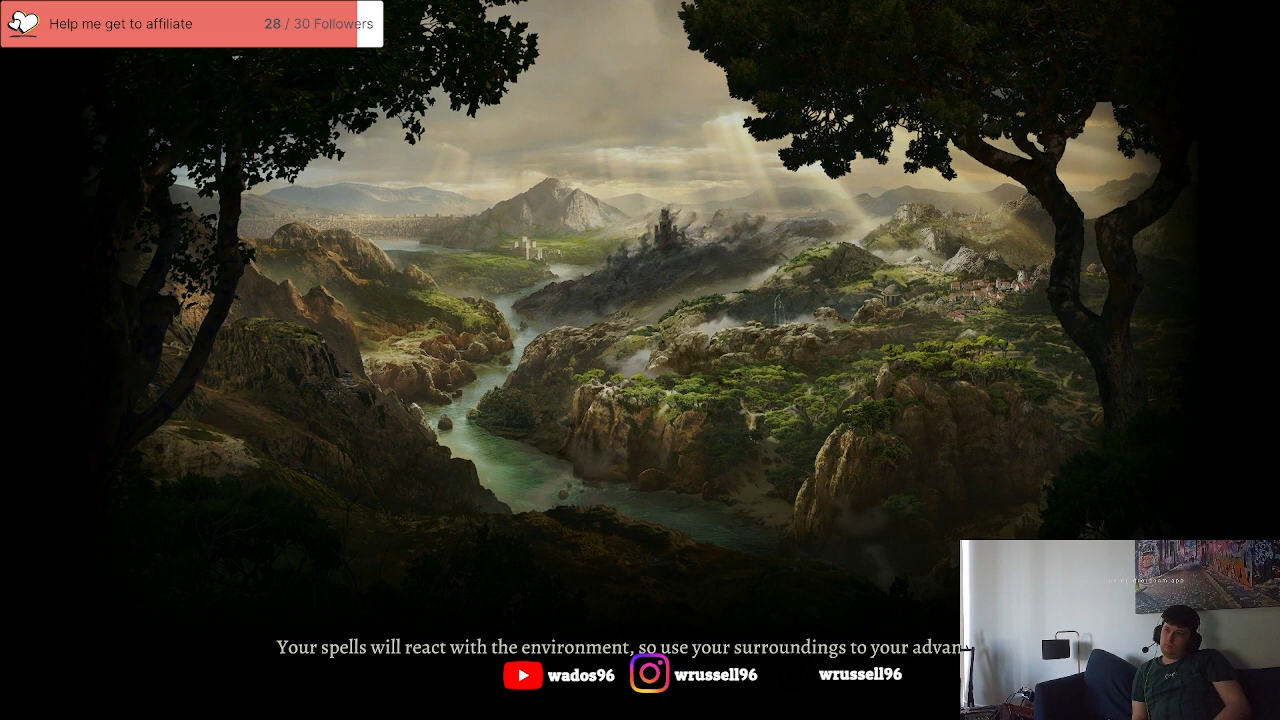 Help me get to affiliate 28 / 30 Followers
Your spells will react with the environment, so use your surroundings to your advan
wados96 wrussell96 wrussell96